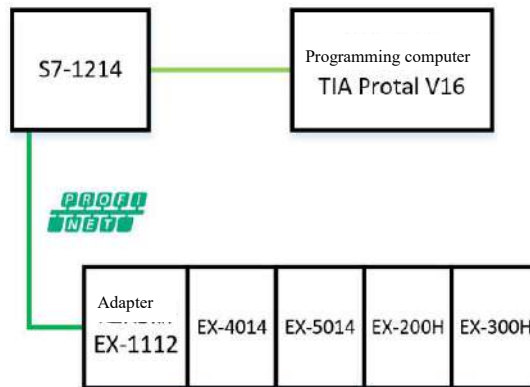 S7-1214
Programming computer
TIA Protal V16
PROFI
NET
Adapter
EX-1112
EX-4014
EX-5014
EX-200H
EX-300H